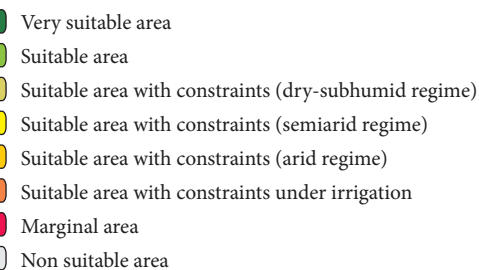 Very suitable area
Suitable area
Suitable area with constraints (dry-subhumid regime)
Suitable area with constraints (semiarid regime)
Suitable area with constraints (arid regime)
Suitable area with constraints under irrigation
Marginal area
Non suitable area